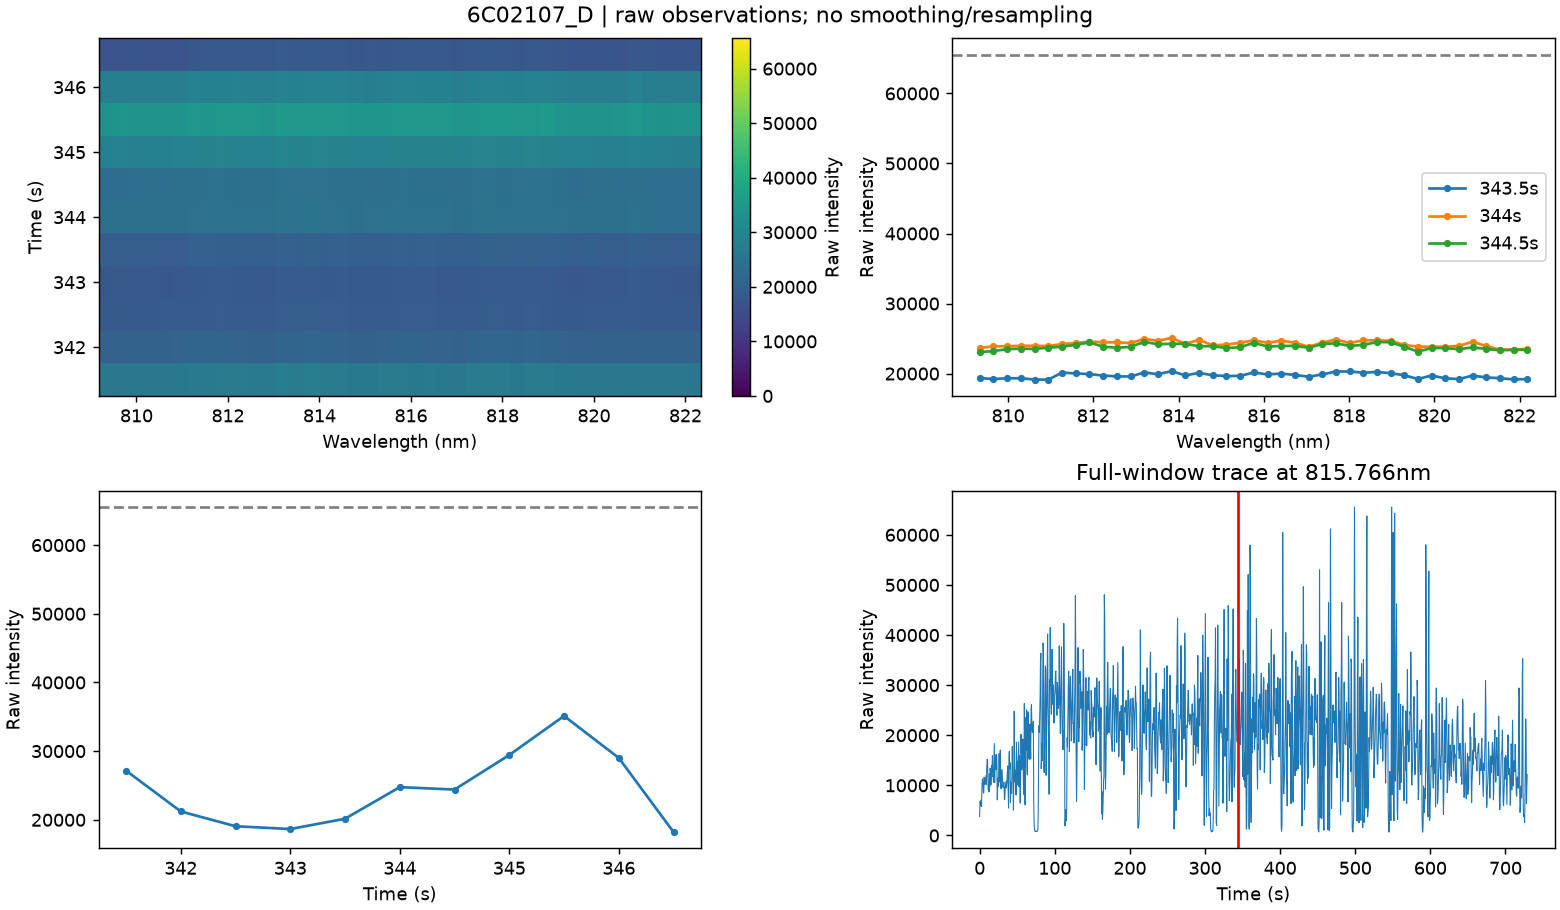 6C02107_D | raw observations; no smoothing/resampling
346
345
344
343
342
Time (s)
810 812 814 816 818 820 822
Wavelength (nm)
60000
50000
40000
30000
20000
10000
0
Raw intensity
60000
50000
40000
30000
20000
Raw intensity
343.5s
344s
344.5s
810 812 814 816 818 820 822
Wavelength (nm)
60000
50000
40000
30000
20000
Raw intensity
342 343 344 345 346
Time (s)
Full-window trace at 815.766nm
60000
50000
40000
30000
20000
10000
0
Raw intensity
0 100 200 300 400 500 600 700
Time (s)